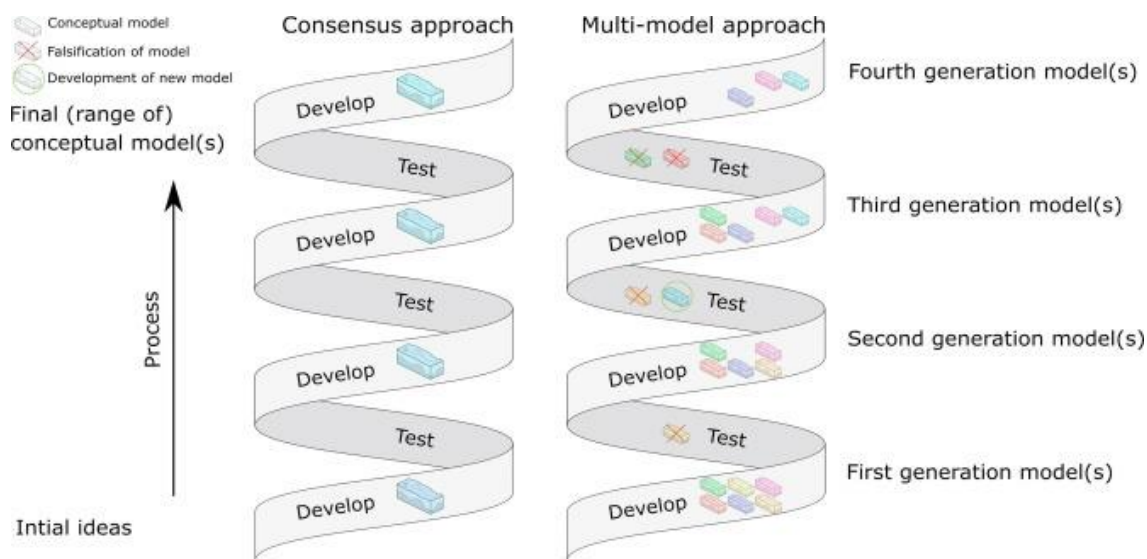 Conceptual model
Falsification of model
Development of new model
Consensus approach
Multi-model approach
Final (range of)
conceptual model(s)
Process
Intial ideas
Develop
Test
Develop
Test
Develop
Test
Develop
Develop
Test
Develop
Test
Develop
Test
Develop
Fourth generation model(s)
Third generation model(s)
Second generation model(s)
First generation model(s)